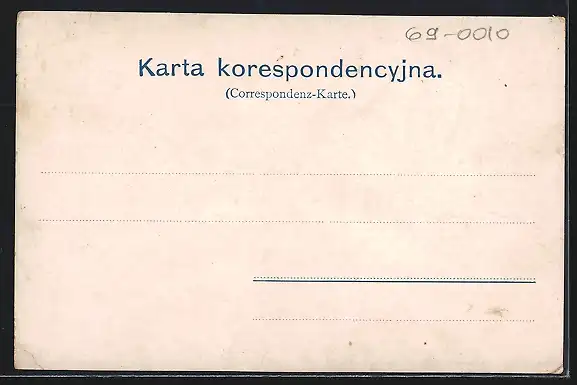 69-0010
Karta korespondencyjna.
(Correspondenz-Karte.)